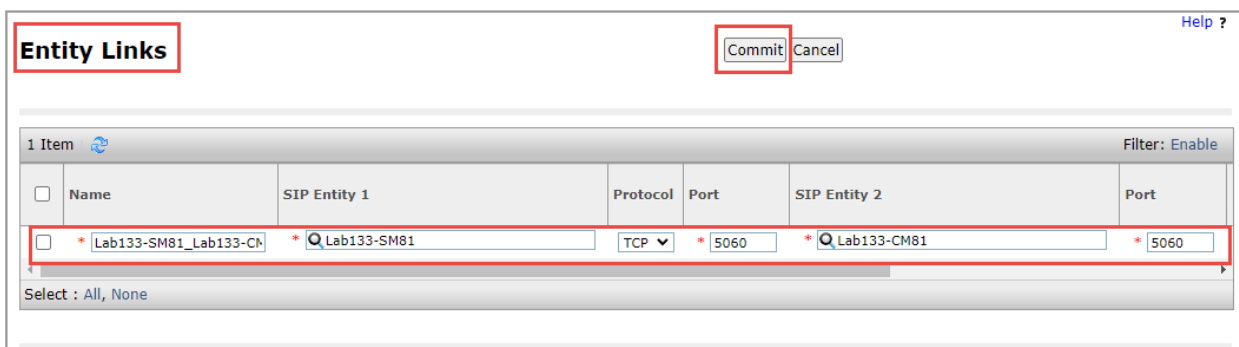 Help ?
Entity Links
Commit Cancel
1 Item Filter: Enable
Name SIP Entity 1 Protocol Port SIP Entity 2 Port
* Lab133-SM81_Lab133-CM * Lab133-SM81 TCP * 5060 * Lab133-CM81 * 5060
Select : All, None